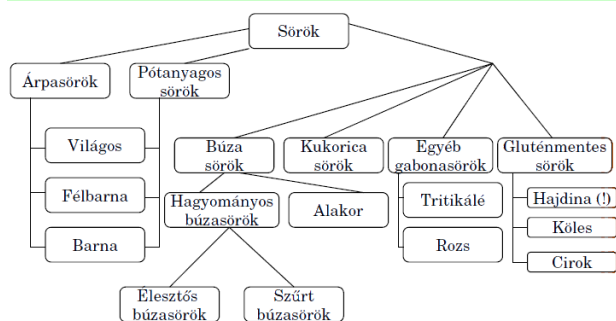 Sörök
Árpasörök
Pótanyagos
sörök
Világos
Félbarna
Barna
Búza
sörök
Kukorica
sörök
Egyéb
gabonasörök
Gluténmentes
sörök
Hagyományos
búzasörök
Alakor
Tritikálé
Rozs
Hajdina (!)
Köles
Cirok
Élesztős
búzasörök
Szűrt
búzasörök